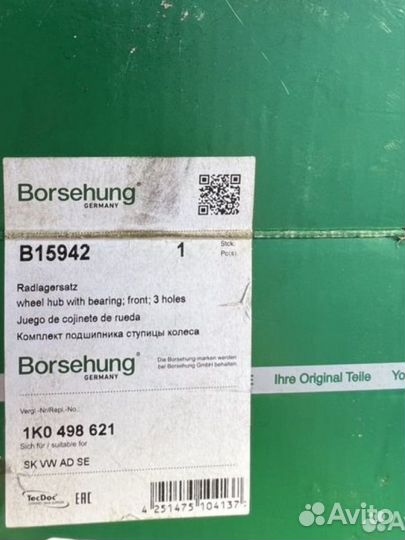 Borsehung®
GERMANY
B15942
1
Stck.
Pc(s).
Radlagersatz
wheel hub with bearing; front; 3 holes
Juego de cojinete de rueda
Комплект подшипника ступицы колеса
Borsehung®
GERMANY
Die Borsehung marken werden
bei Borsehung GmbH behalten.
Ihre Original Teile
Yo
Vergl.-Nr/Repl.-No.:
1K0 498 621
Sich für / suitable for
SK VW AD SE
TecDoc
EAC
4 251475 104137
Avito
Avito